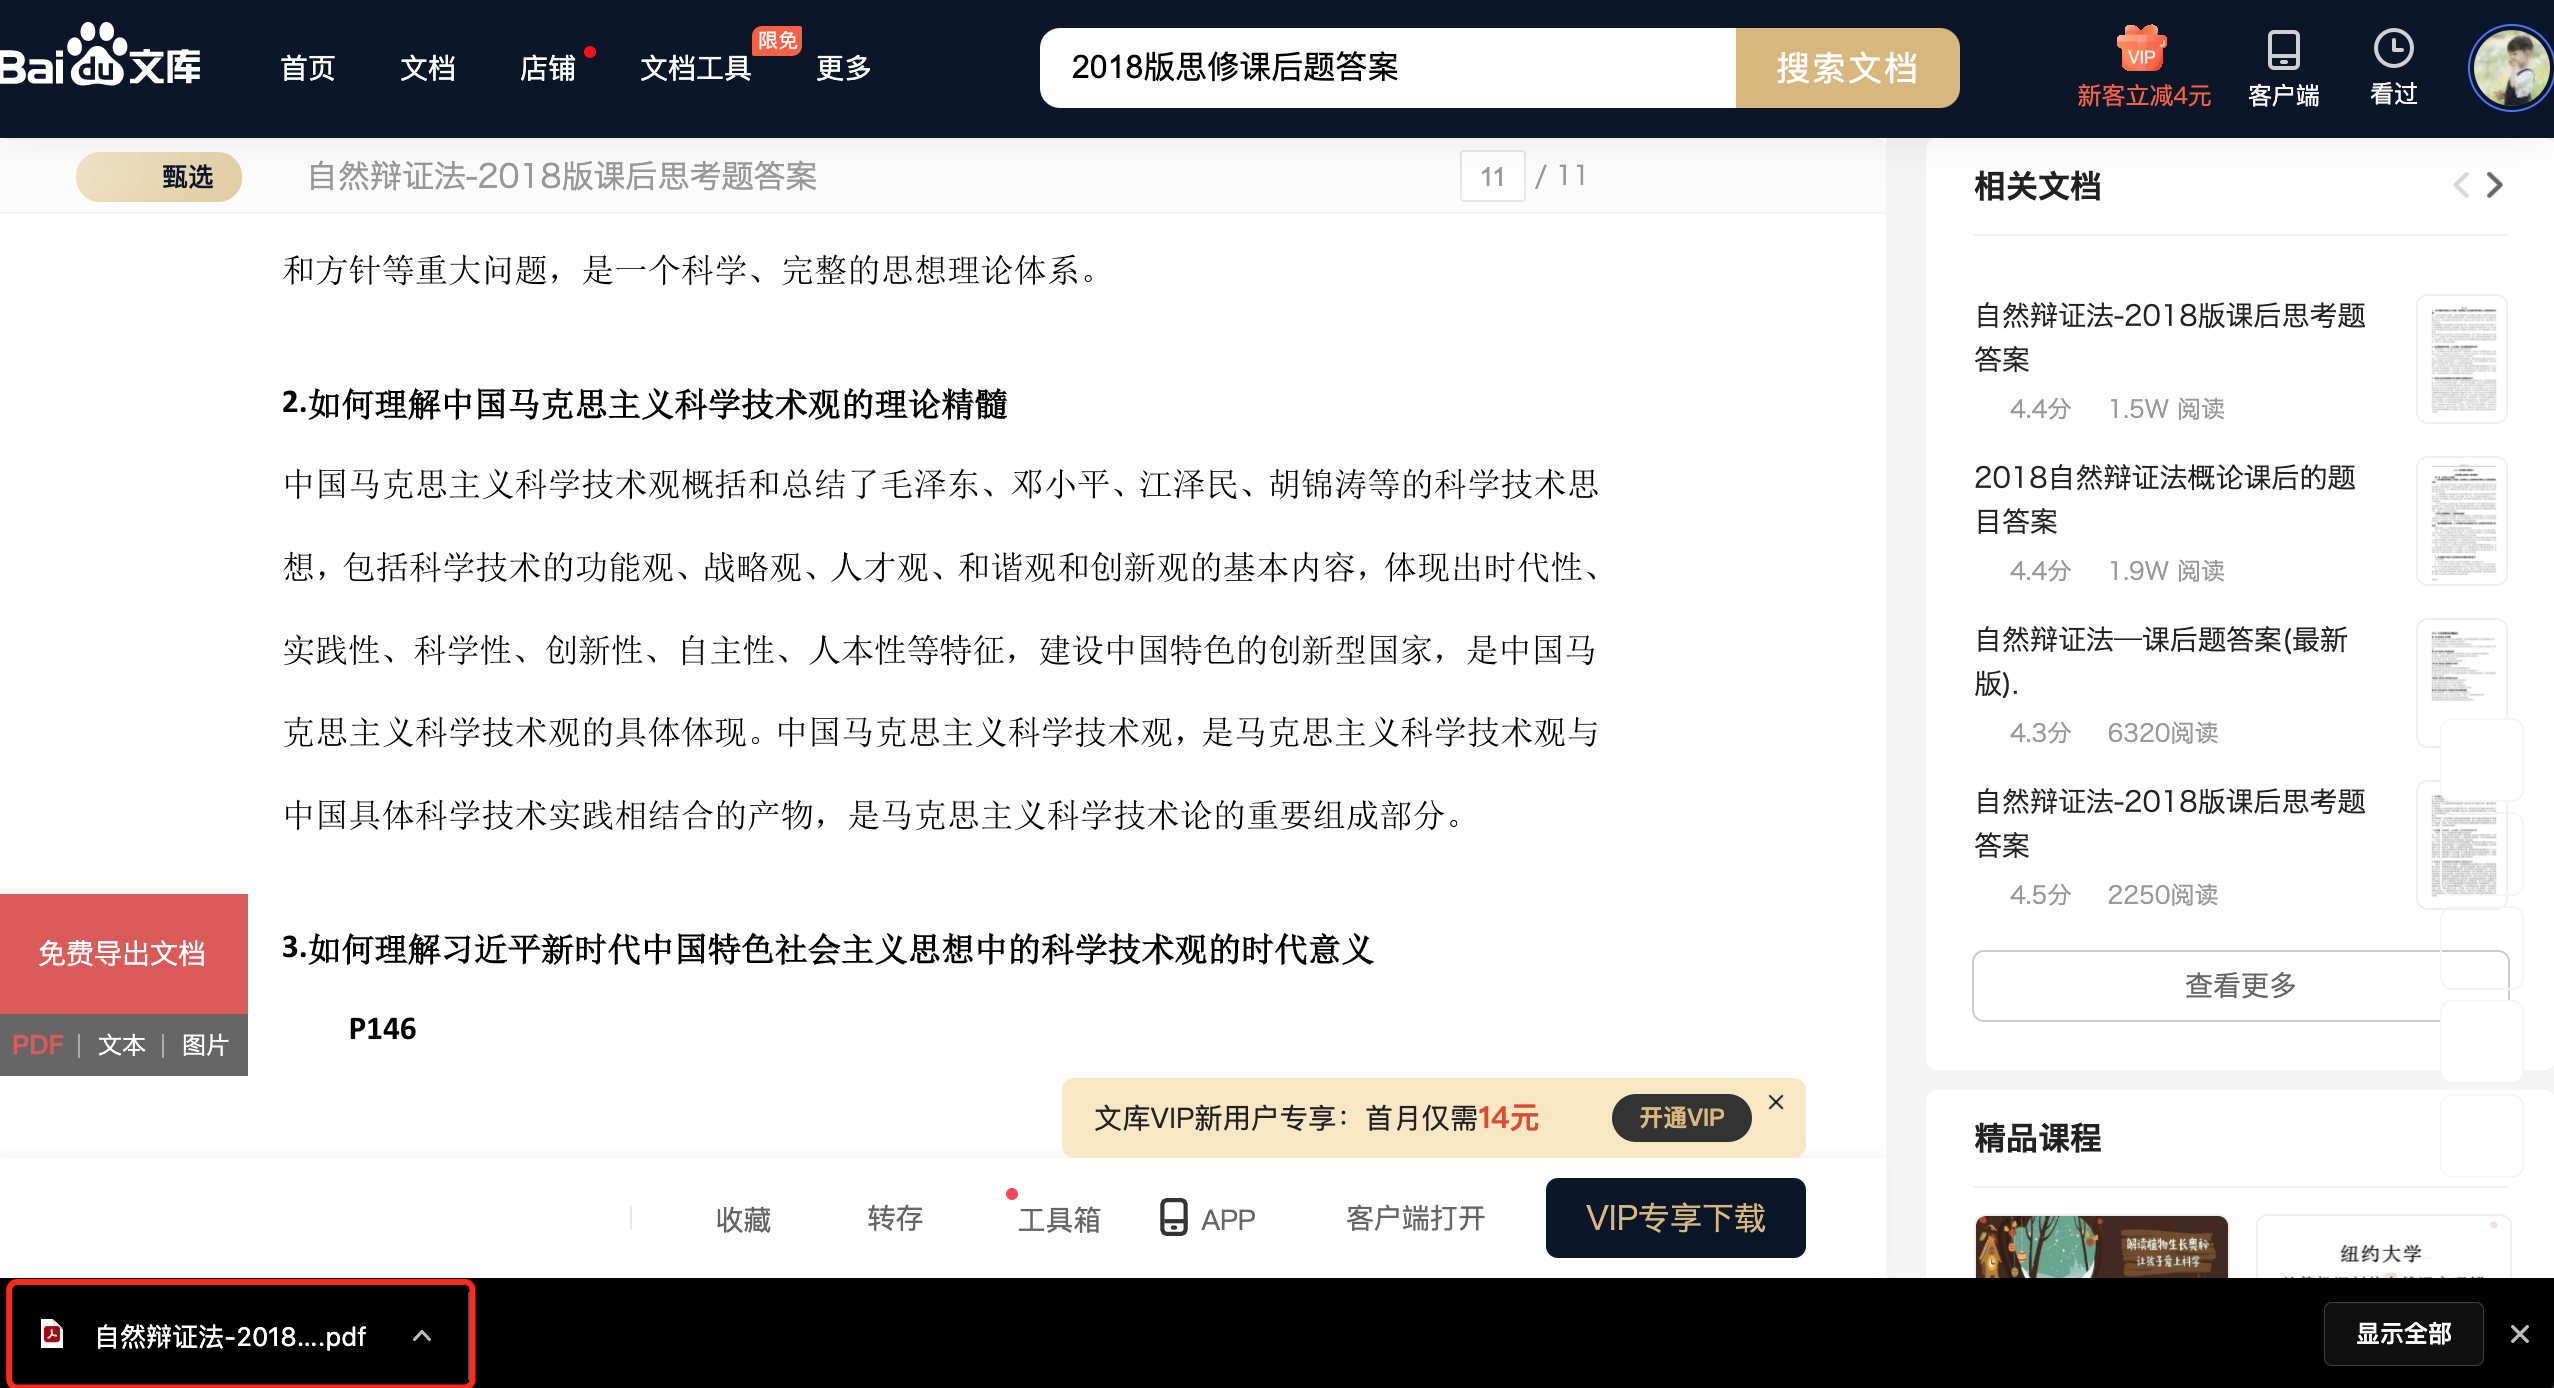 Bai du 文库
首页
文档
店铺
文档工具
限免
更多
2018版思修课后题答案
搜索文档
VIP
新客立减4元
客户端
看过
甄选
自然辩证法-2018版课后思考题答案
11 / 11
和方针等重大问题，是一个科学、完整的思想理论体系。
2.如何理解中国马克思主义科学技术观的理论精髓
中国马克思主义科学技术观概括和总结了毛泽东、邓小平、江泽民、胡锦涛等的科学技术思
想，包括科学技术的功能观、战略观、人才观、和谐观和创新观的基本内容，体现出时代性、
实践性、科学性、创新性、自主性、人本性等特征，建设中国特色的创新型国家，是中国马
克思主义科学技术观的具体体现。中国马克思主义科学技术观，是马克思主义科学技术观与
中国具体科学技术实践相结合的产物，是马克思主义科学技术论的重要组成部分。
3.如何理解习近平新时代中国特色社会主义思想中的科学技术观的时代意义
P146
免费导出文档
PDF | 文本 | 图片
文库VIP新用户专享：首月仅需14元
开通VIP
收藏
转存
工具箱
APP
客户端打开
VIP专享下载
相关文档
自然辩证法-2018版课后思考题
答案
4.4分 1.5W 阅读
2018自然辩证法概论课后的题
目答案
4.4分 1.9W 阅读
自然辩证法—课后题答案(最新
版).
4.3分 6320阅读
自然辩证法-2018版课后思考题
答案
4.5分 2250阅读
查看更多
精品课程
解读植物生长奥秘
让孩子爱上科学
纽约大学
自然辩证法-2018....pdf
显示全部